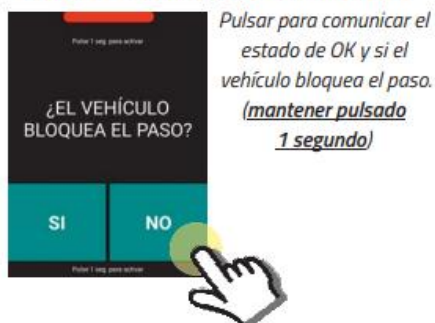 Pulsar 1 seg. para activar
¿EL VEHÍCULO
BLOQUEA EL PASO?
SI
NO
Pulsar 1 seg. para activar
Pulsar para comunicar el
estado de OK y si el
vehículo bloquea el paso.
(mantener pulsado
1 segundo)